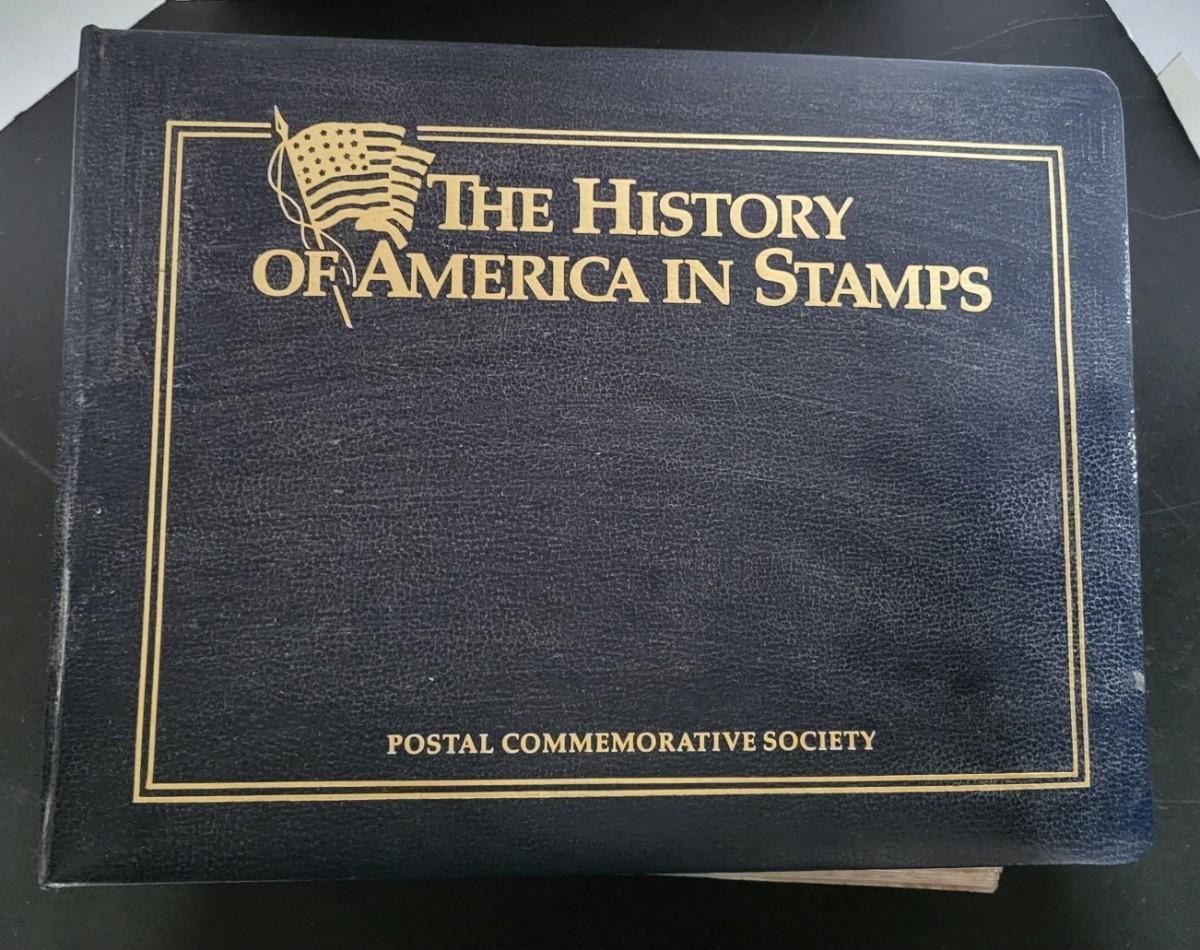 THE HISTORY
OF AMERICA IN STAMPS
POSTAL COMMEMORATIVE SOCIETY